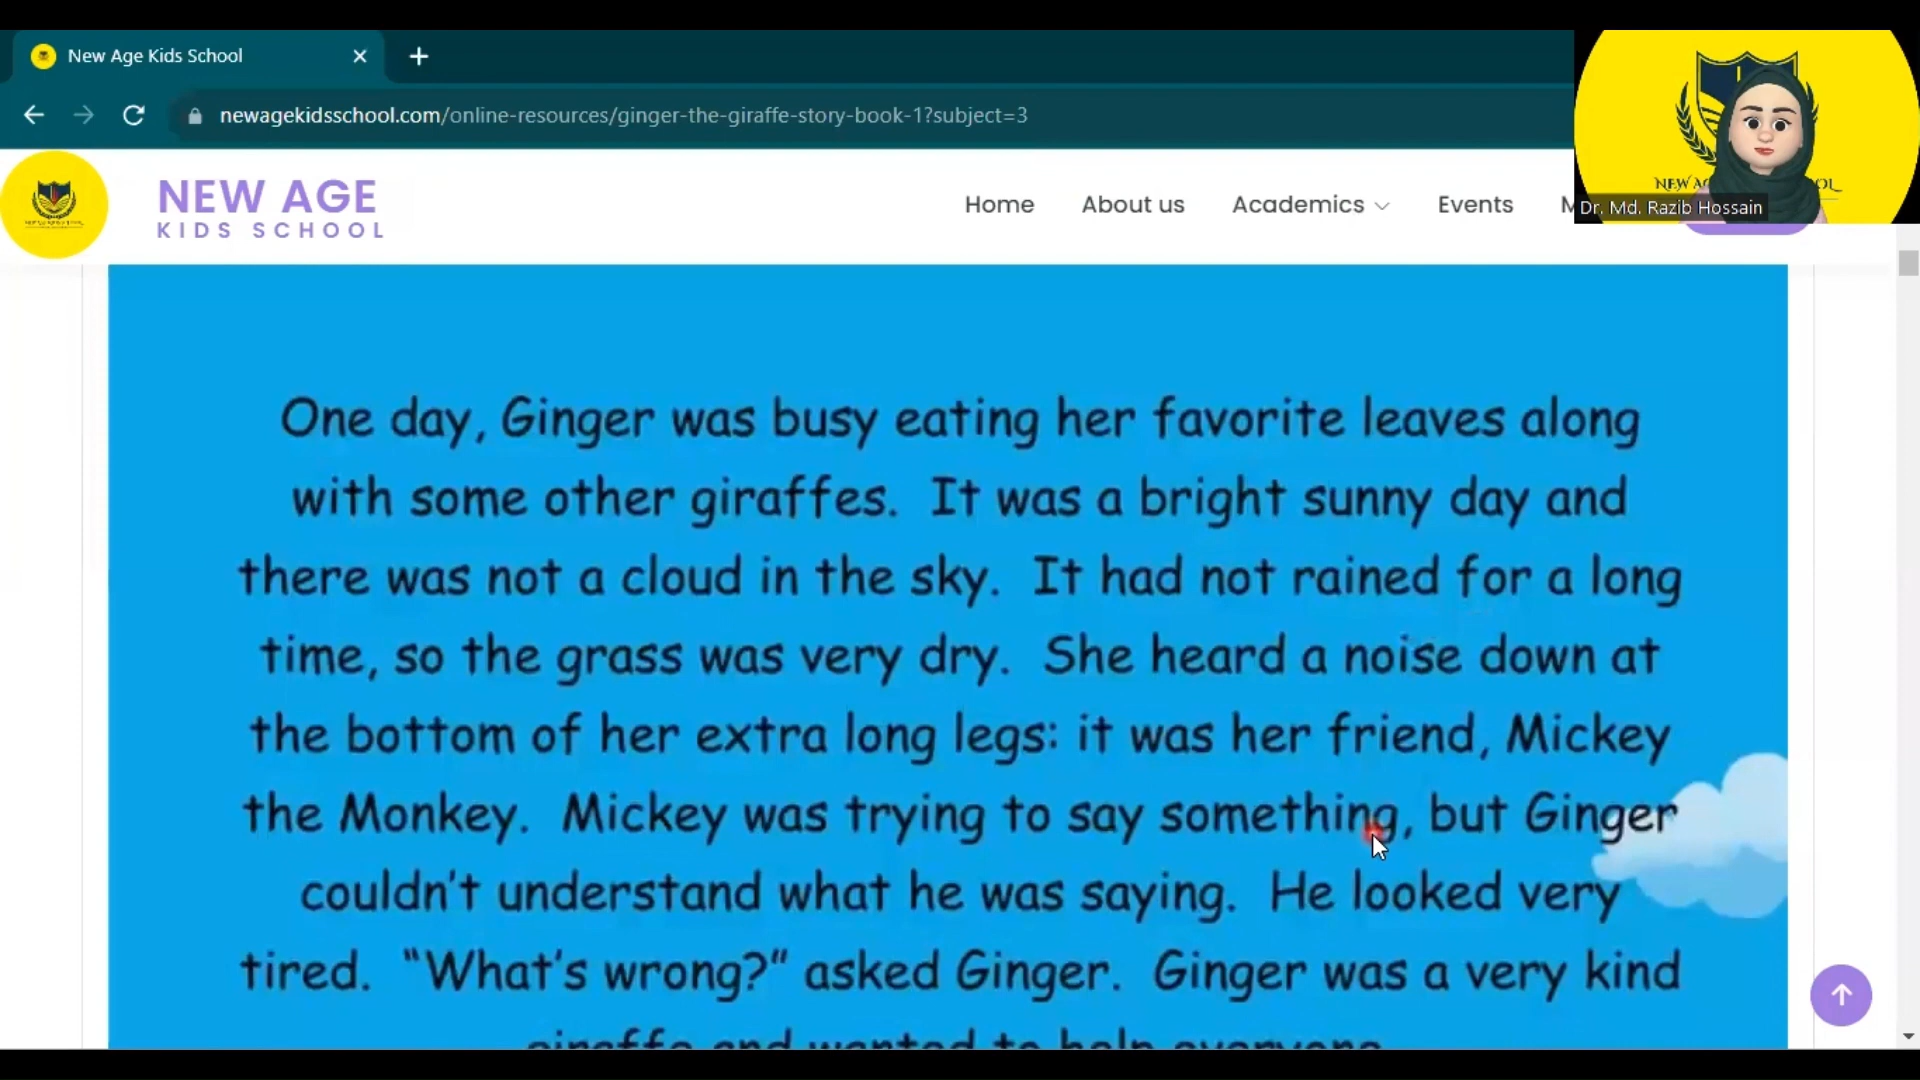 New Age Kids School
newagekidsschool.com/online-resources/ginger-the-giraffe-story-book-1?subject=3
NEW AGE
KIDS SCHOOL
Home About us Academics Events
Dr. Md. Razib Hossain
One day, Ginger was busy eating her favorite leaves along
with some other giraffes. It was a bright sunny day and
there was not a cloud in the sky. It had not rained for a long
time, so the grass was very dry. She heard a noise down at
the bottom of her extra long legs: it was her friend, Mickey
the Monkey. Mickey was trying to say something, but Ginger
couldn't understand what he was saying. He looked very
tired. “What's wrong?” asked Ginger. Ginger was a very kind
giraffe and wanted to help everyone